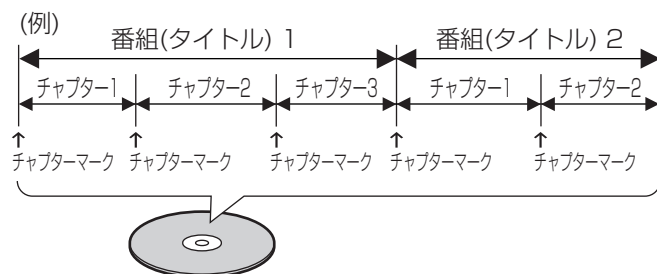 (例)
番組(タイトル) 1 番組(タイトル) 2
チャプター1 チャプター2 チャプター3 チャプター1 チャプター2
↑ ↑ ↑ ↑ ↑
チャプターマーク チャプターマーク チャプターマーク チャプターマーク チャプターマーク